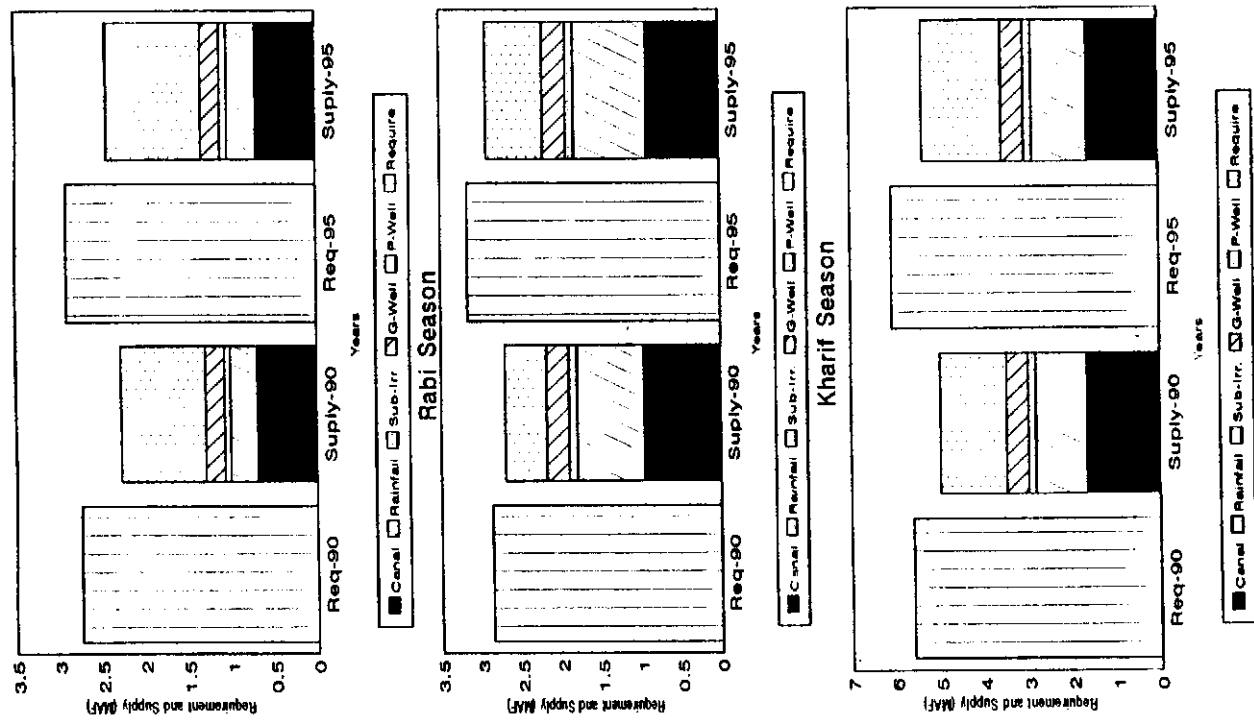 3.5
3
2.5
2
1.5
1
0.5
0
Requirement and Supply (MAF)
Req-90
Suply-90
Req-95
Suply-95
Years
Canal Rainfall Sub-Irr. G-Well P-Well Require
Rabi Season
3.5
3
2.5
2
1.5
1
0.5
0
Requirement and Supply (MAF)
Req-90
Suply-90
Req-95
Suply-95
Years
Canal Rainfall Sub-Irr. G-Well P-Well Require
Kharif Season
7
6
5
4
3
2
1
0
Requirement and Supply (MAF)
Req-90
Suply-90
Req-95
Suply-95
Years
Canal Rainfall Sub-Irr. G-Well P-Well Require